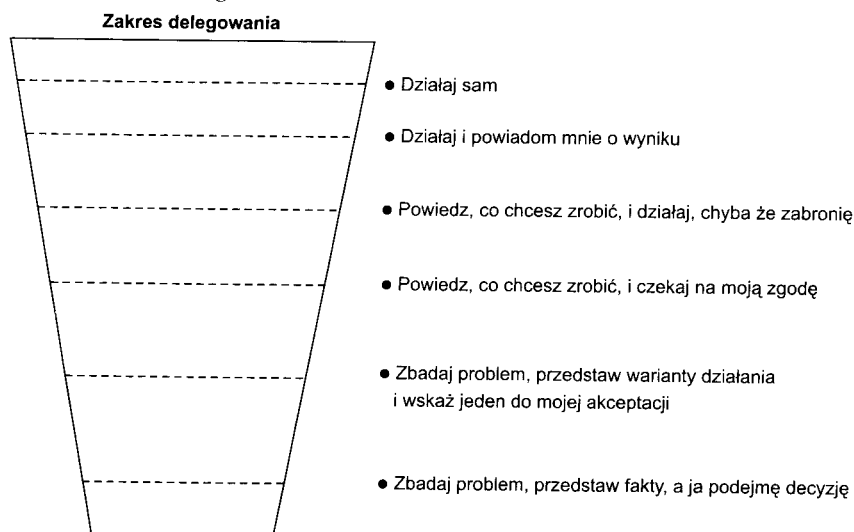 Zakres delegowania
● Działaj sam
● Działaj i powiadom mnie o wyniku
● Powiedz, co chcesz zrobić, i działaj, chyba że zabronię
● Powiedz, co chcesz zrobić, i czekaj na moją zgodę
● Zbadaj problem, przedstaw warianty działania
i wskaż jeden do mojej akceptacji
● Zbadaj problem, przedstaw fakty, a ja podejmę decyzję